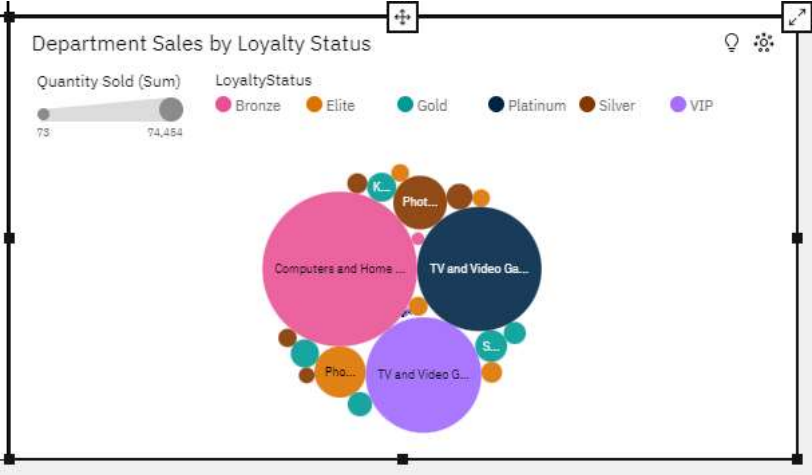 Department Sales by Loyalty Status
Quantity Sold (Sum)
73
74,454
LoyaltyStatus
Bronze
Elite
Gold
Platinum
Silver
VIP
K...
Phot...
Computers and Home ...
TV and Video Ga...
S...
Pho...
TV and Video G...